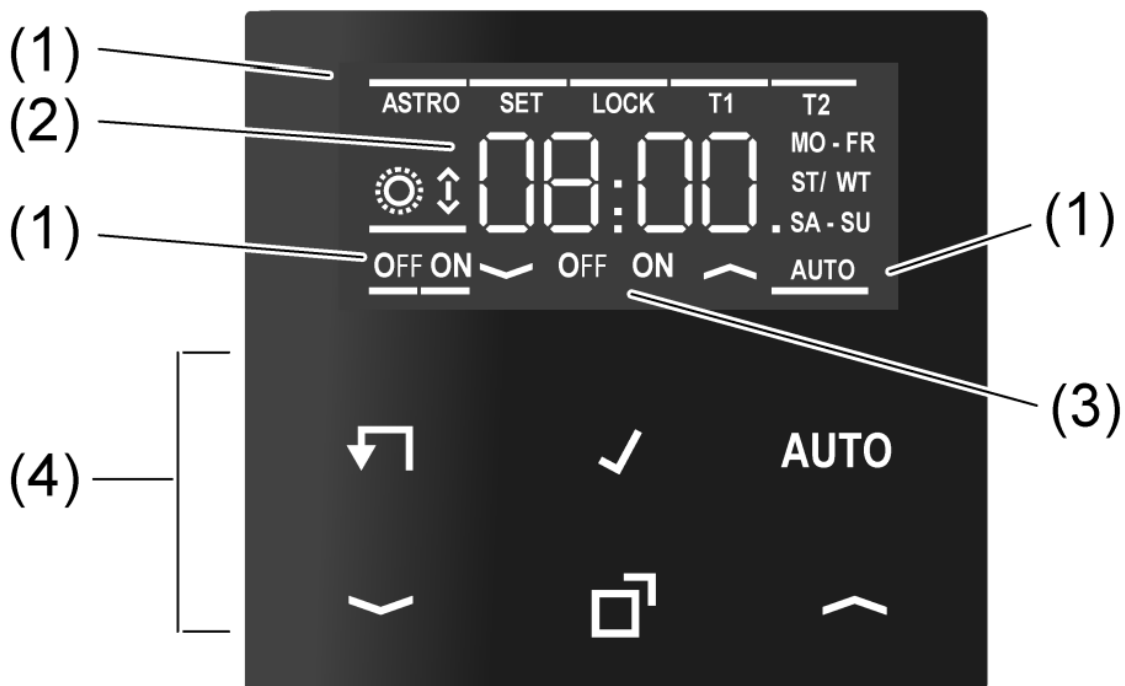 (1)
ASTRO SET LOCK T1 T2
(2)
08:00.
MO - FR
ST/ WT
SA - SU
(1)
(1)
OFF ON OFF ON AUTO
(3)
(4)
AUTO